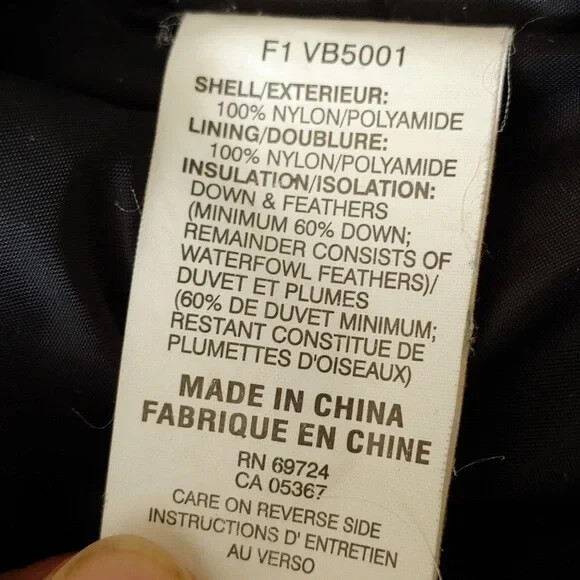 F1 VB5001
SHELL/EXTERIEUR:
100% NYLON/POLYAMIDE
LINING/DOUBLURE:
100% NYLON/POLYAMIDE
INSULATION/ISOLATION:
DOWN & FEATHERS
(MINIMUM 60% DOWN;
REMAINDER CONSISTS OF
WATERFOWL FEATHERS)/
DUVET ET PLUMES
(60% DE DUVET MINIMUM;
RESTANT CONSTITUE DE
PLUMETTES D'OISEAUX)
MADE IN CHINA
FABRIQUE EN CHINE
RN 69724
CA 05367
CARE ON REVERSE SIDE
INSTRUCTIONS D'ENTRETIEN
AU VERSO